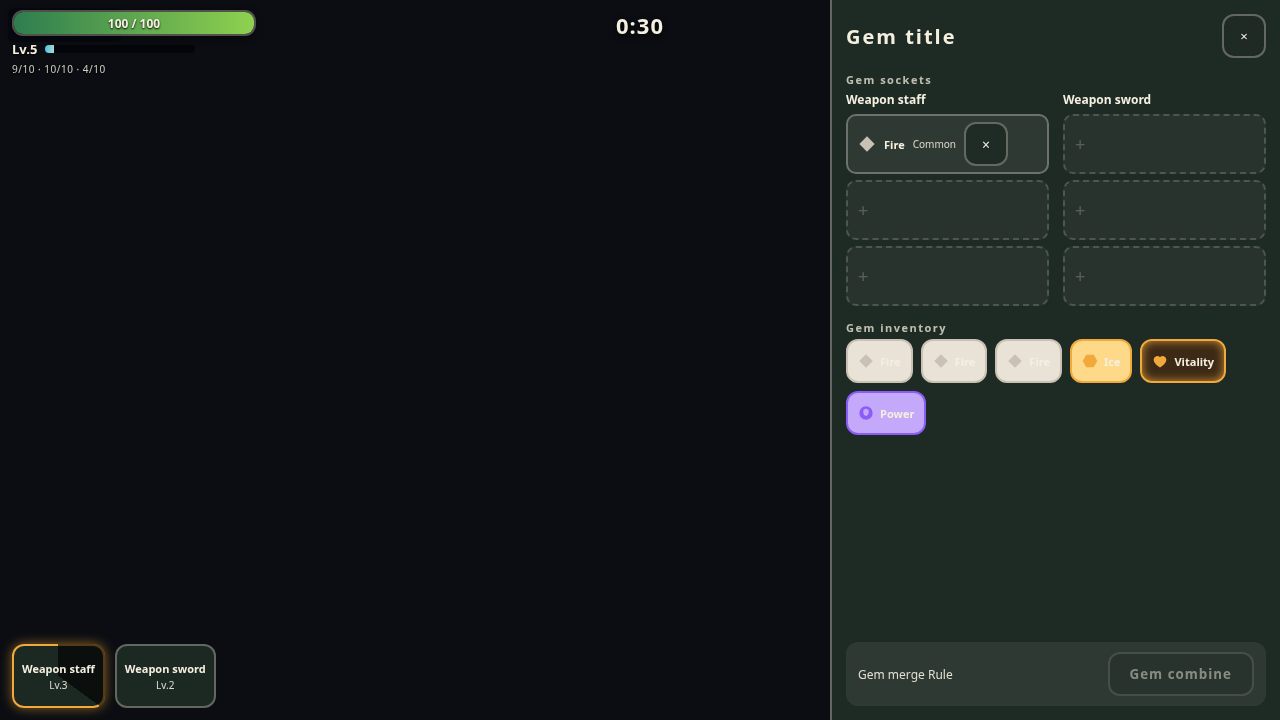 100 / 100
0:30
Lv.5
9/10 · 10/10 · 4/10
Gem title
×
Gem sockets
Weapon staff
Weapon sword
Fire Common ×
+
+
+
+
+
Gem inventory
Fire
Fire
Fire
Ice
Vitality
Power
Weapon staff
Lv.3
Weapon sword
Lv.2
Gem merge Rule
Gem combine